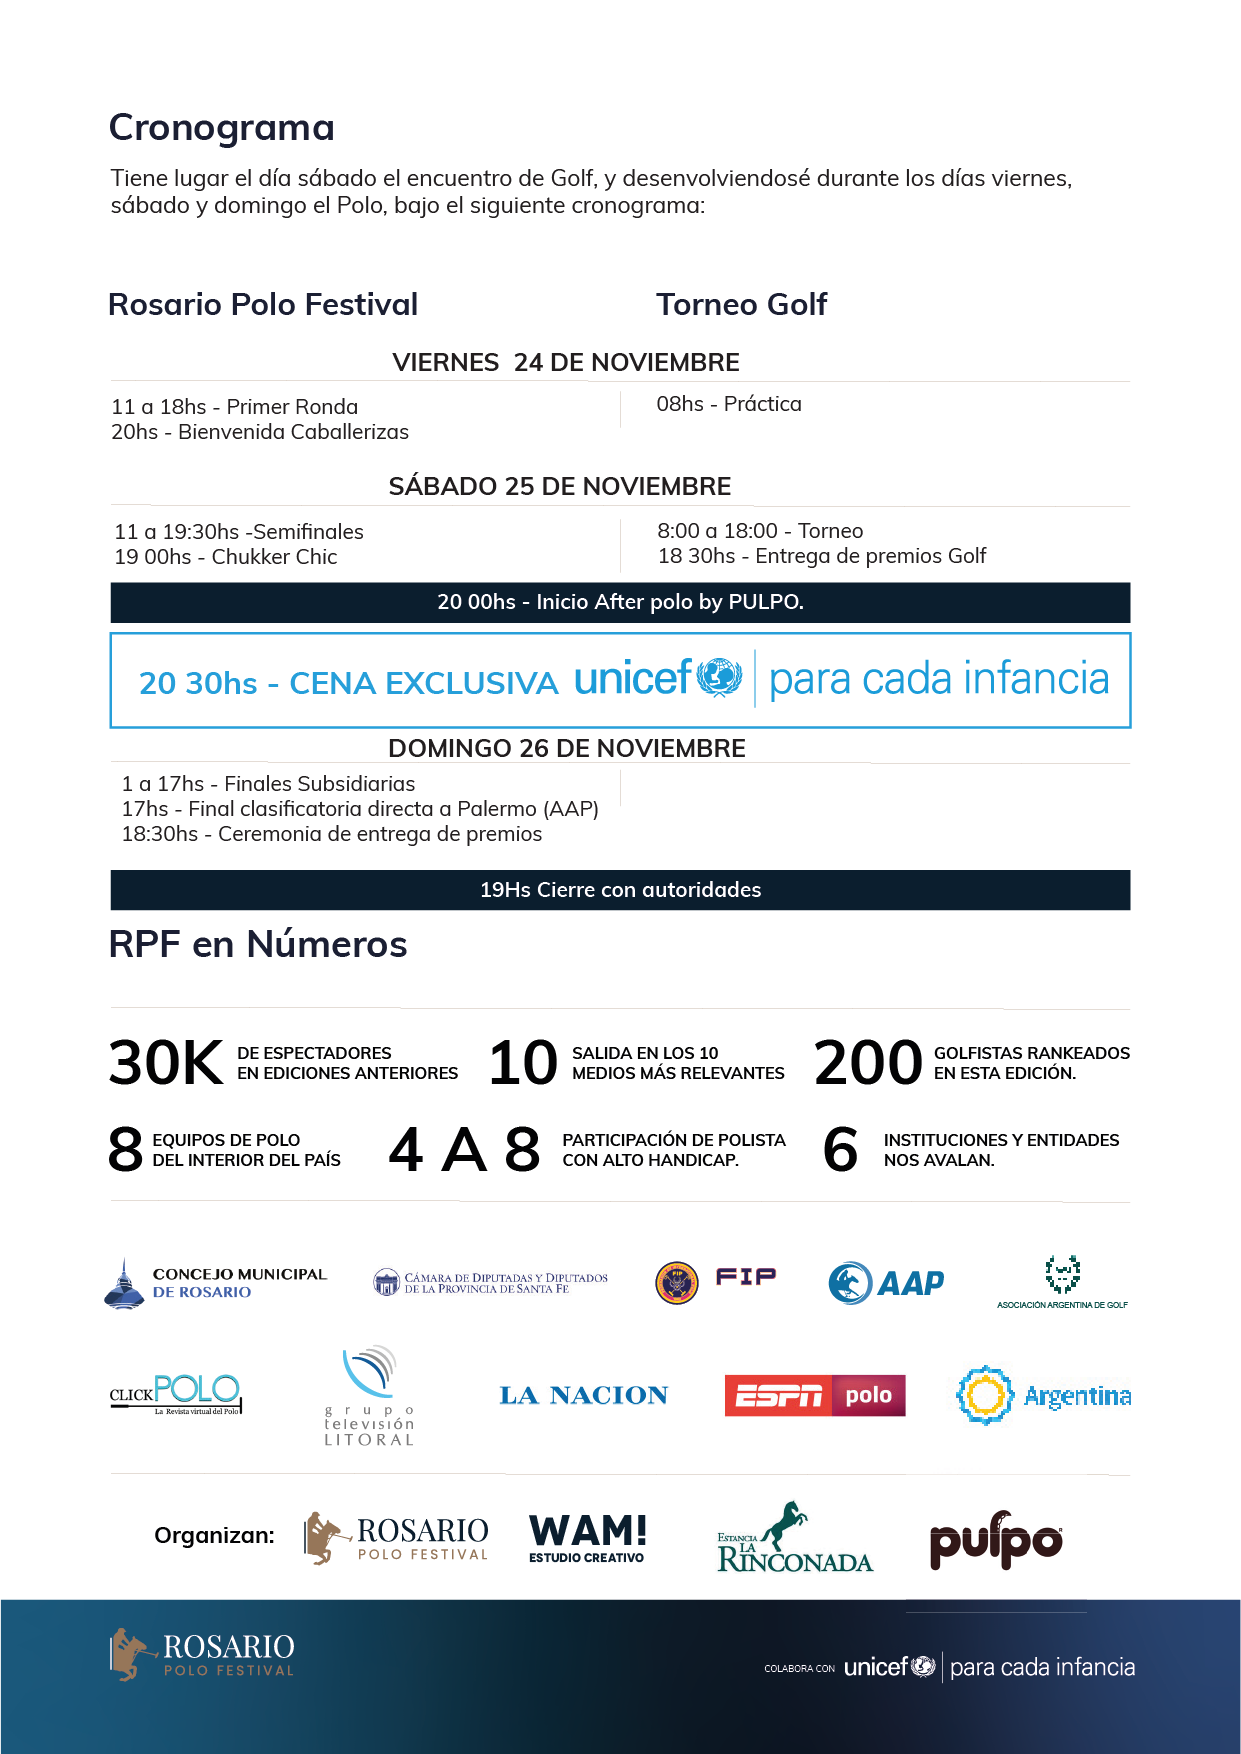 Cronograma
Tiene lugar el día sábado el encuentro de Golf, y desenvolviendosé durante los días viernes,
sábado y domingo el Polo, bajo el siguiente cronograma:
Rosario Polo Festival
Torneo Golf
VIERNES 24 DE NOVIEMBRE
11 a 18hs - Primer Ronda
20hs - Bienvenida Caballerizas
08hs - Práctica
SÁBADO 25 DE NOVIEMBRE
11 a 19:30hs -Semifinales
19 00hs - Chukker Chic
8:00 a 18:00 - Torneo
18 30hs - Entrega de premios Golf
20 00hs - Inicio After polo by PULPO.
20 30hs - CENA EXCLUSIVA unicef para cada infancia
DOMINGO 26 DE NOVIEMBRE
1 a 17hs - Finales Subsidiarias
17hs - Final clasificatoria directa a Palermo (AAP)
18:30hs - Ceremonia de entrega de premios
19Hs Cierre con autoridades
RPF en Números
30K DE ESPECTADORES
EN EDICIONES ANTERIORES
10 SALIDA EN LOS 10
MEDIOS MÁS RELEVANTES
200 GOLFISTAS RANKEADOS
EN ESTA EDICIÓN.
8 EQUIPOS DE POLO
DEL INTERIOR DEL PAÍS
4 A 8 PARTICIPACIÓN DE POLISTA
CON ALTO HANDICAP.
6 INSTITUCIONES Y ENTIDADES
NOS AVALAN.
CONCEJO MUNICIPAL
DE ROSARIO
CÁMARA DE DIPUTADAS Y DIPUTADOS
DE LA PROVINCIA DE SANTA FE
FIP
AAP
ASOCIACIÓN ARGENTINA DE GOLF
CLICKPOLO
La Revista virtual del Polo
grupo
televisión
LITORAL
LA NACION
ESPN polo
Argentina
Organizan:
ROSARIO
POLO FESTIVAL
WAM!
ESTUDIO CREATIVO
ESTANCIA
LA
RINCONADA
pulpo
ROSARIO
POLO FESTIVAL
COLABORA CON unicef para cada infancia